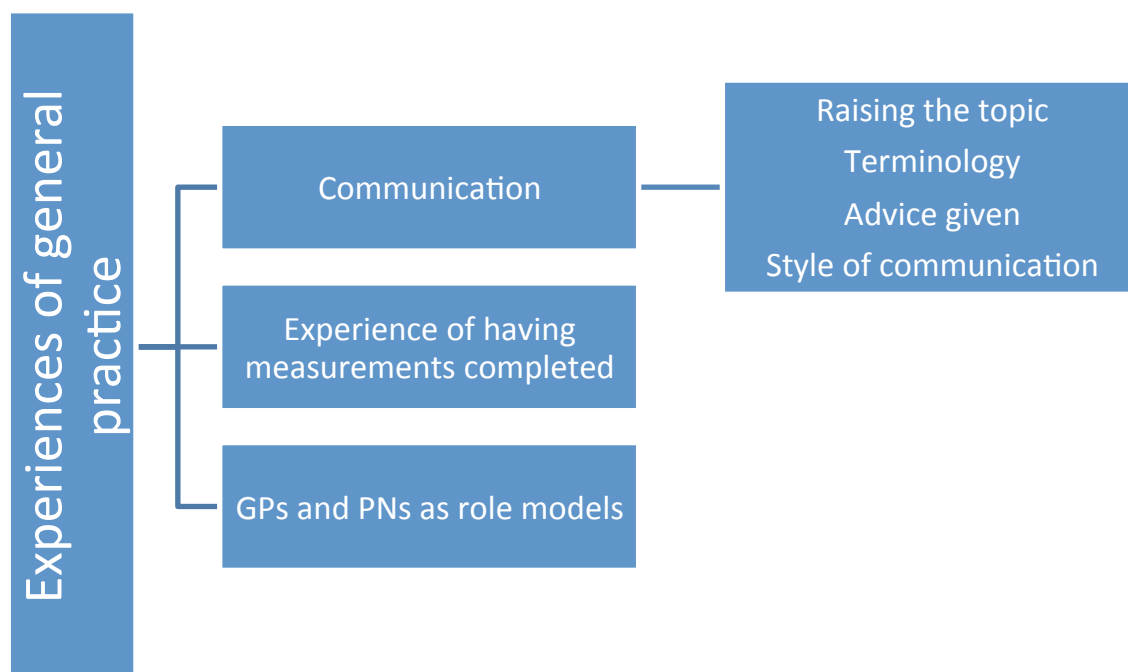 Experiences of general
practice
Communication
Raising the topic
Terminology
Advice given
Style of communication
Experience of having
measurements completed
GPs and PNs as role models